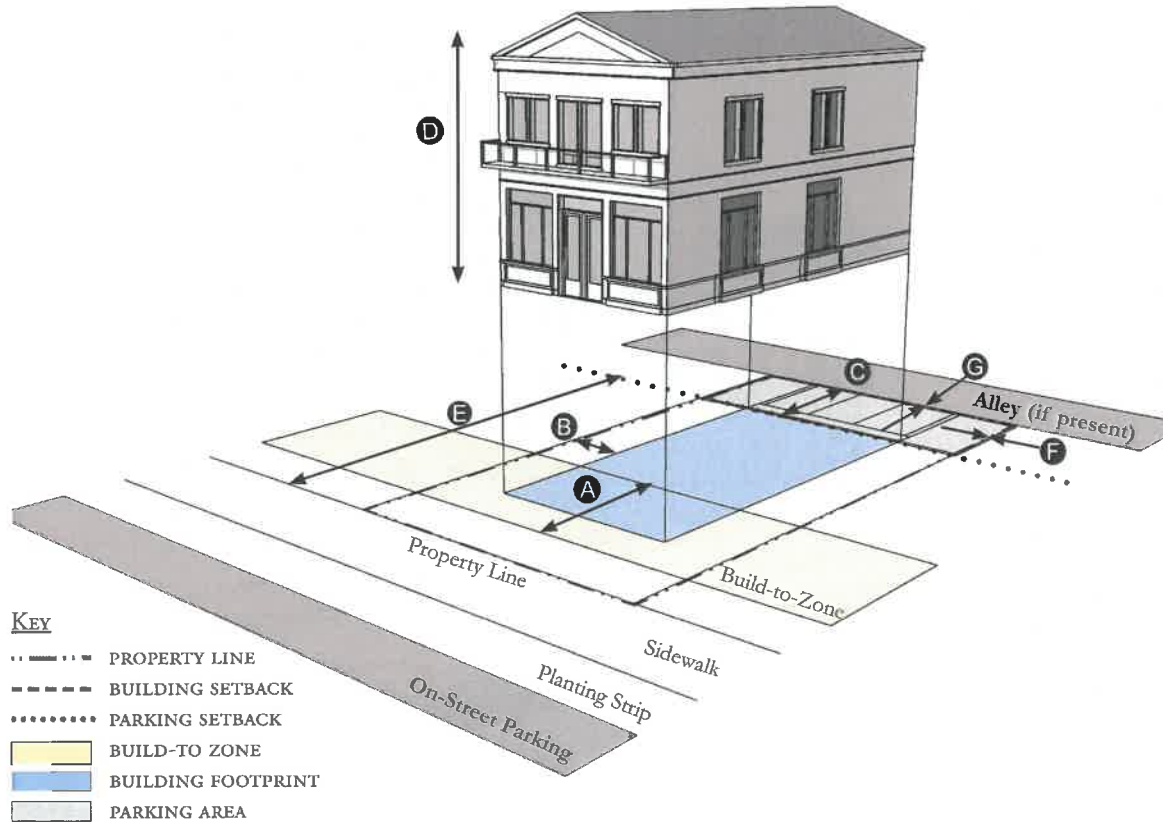 D
C
G
Alley (if present)
E
B
F
A
Property Line
Build-to-Zone
Sidewalk
Planting Strip
On-Street Parking
KEY
PROPERTY LINE
BUILDING SETBACK
PARKING SETBACK
BUILD-TO ZONE
BUILDING FOOTPRINT
PARKING AREA